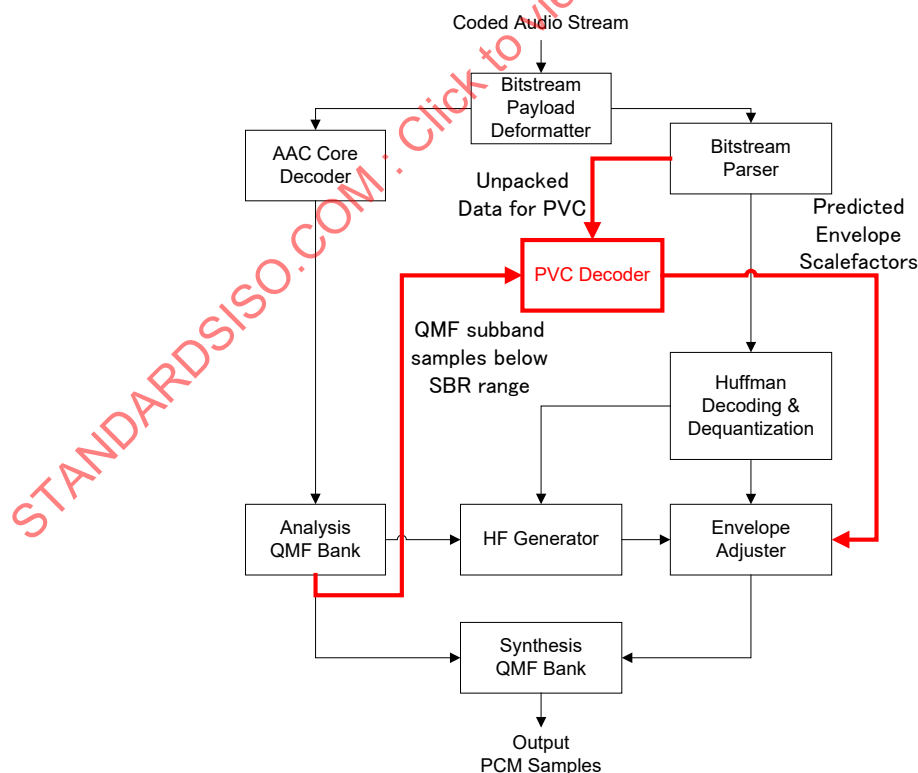 Coded Audio Stream
Bitstream
Payload
Deformatter
AAC Core
Decoder
Bitstream
Parser
Unpacked
Data for PVC
Predicted
Envelope
Scalefactors
PVC Decoder
QMF subband
samples below
SBR range
Huffman
Decoding &
Dequantization
Analysis
QMF Bank
HF Generator
Envelope
Adjuster
Synthesis
QMF Bank
Output
PCM Samples
STANDARDSISO.COM : Click to vie